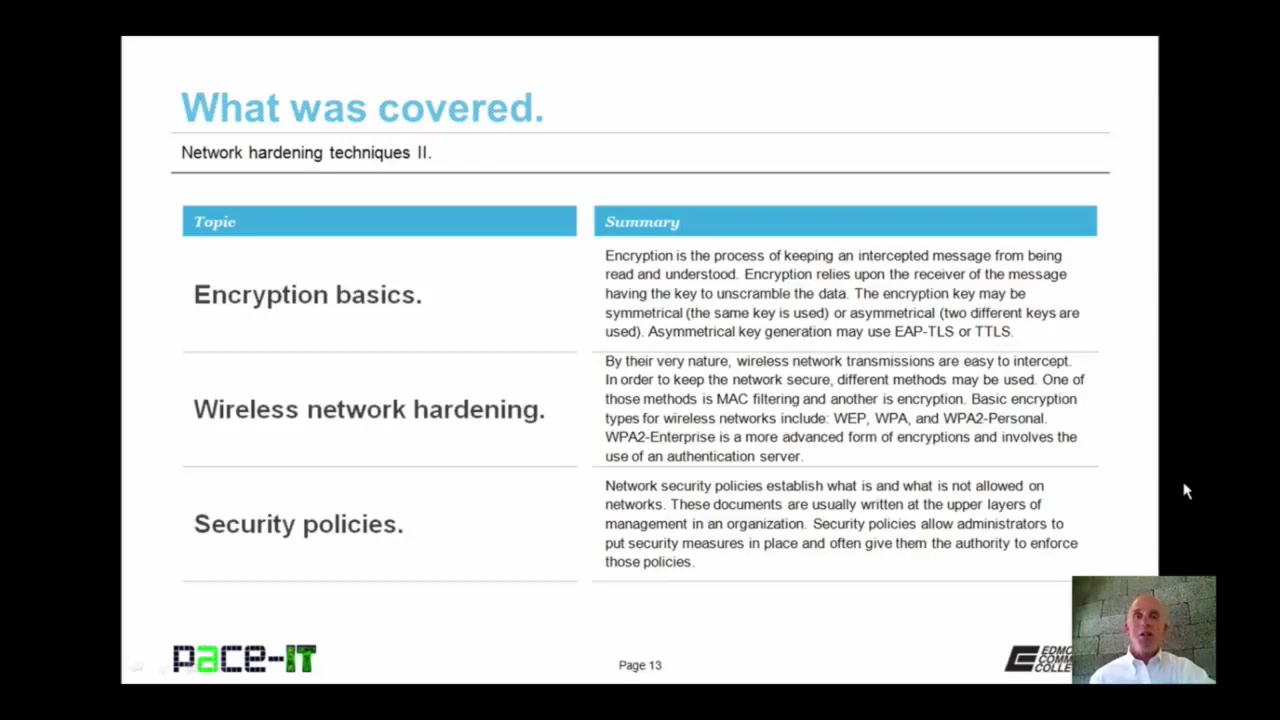 What was covered.
Network hardening techniques II.
Topic
Summary
Encryption basics.
Encryption is the process of keeping an intercepted message from being
read and understood. Encryption relies upon the receiver of the message
having the key to unscramble the data. The encryption key may be
symmetrical (the same key is used) or asymmetrical (two different keys are
used). Asymmetrical key generation may use EAP-TLS or TTLS.
Wireless network hardening.
By their very nature, wireless network transmissions are easy to intercept.
In order to keep the network secure, different methods may be used. One of
those methods is MAC filtering and another is encryption. Basic encryption
types for wireless networks include: WEP, WPA, and WPA2-Personal.
WPA2-Enterprise is a more advanced form of encryptions and involves the
use of an authentication server.
Security policies.
Network security policies establish what is and what is not allowed on
networks. These documents are usually written at the upper layers of
management in an organization. Security policies allow administrators to
put security measures in place and often give them the authority to enforce
those policies.
pace-IT
Page 13